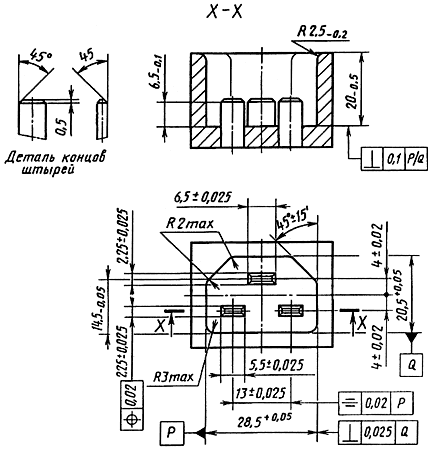 X-X
45°
45
0,5
Деталь концов
штырей
6,5-0,1
R 2,5-0,2
20-0,5
⊥ 0,1 P/Q
6,5±0,025
45°±15'
2,25±0,025
R 2 max
4±0,02
20,5+0,05
14,5-0,05
X
X
2,25±0,025
4±0,02
R3 max
5,5±0,025
Q
0,02
13±0,025
0,02 P
P
28,5+0,05
⊥ 0,025 Q